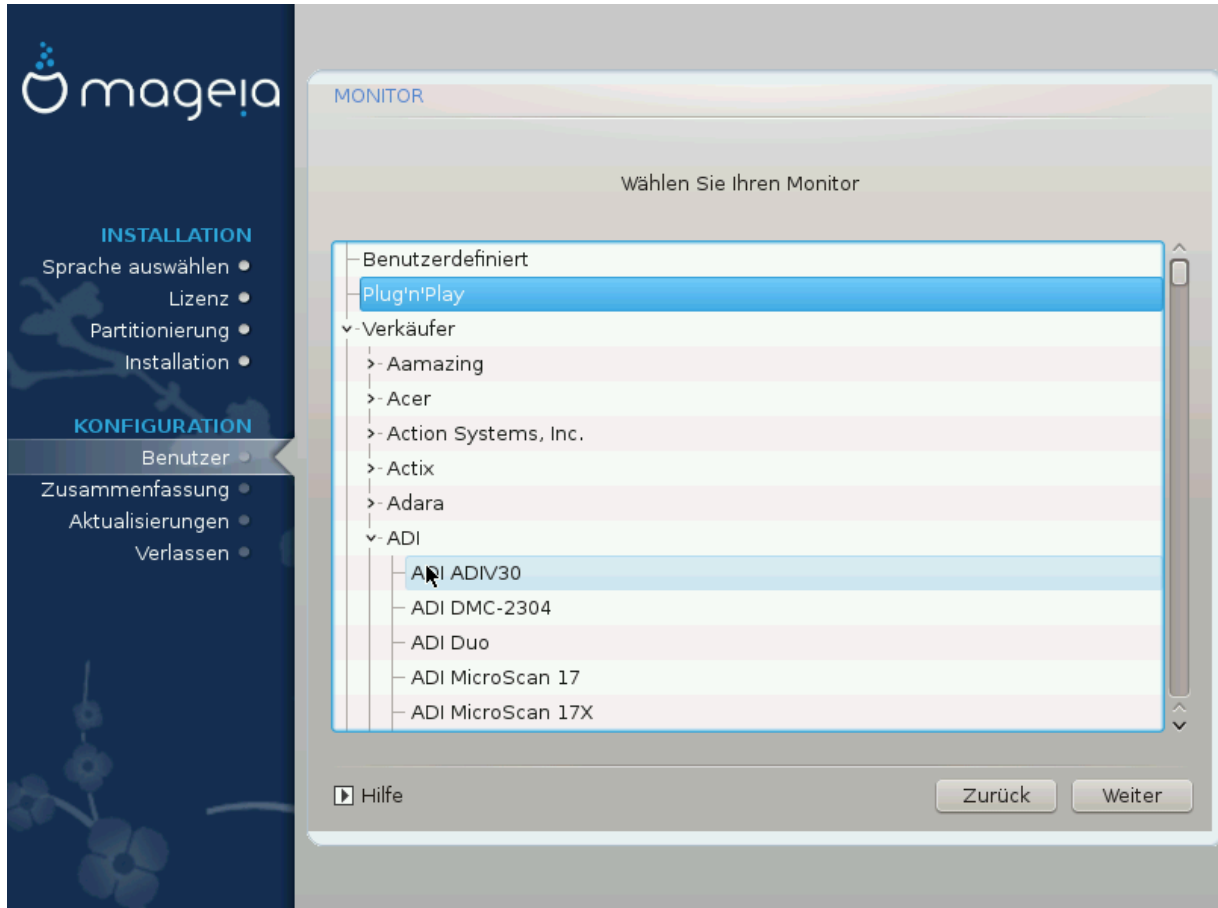 mageia
INSTALLATION
Sprache auswählen
Lizenz
Partitionierung
Installation
KONFIGURATION
Benutzer
Zusammenfassung
Aktualisierungen
Verlassen
MONITOR
Wählen Sie Ihren Monitor
Benutzerdefiniert
Plug'n'Play
Verkäufer
Aamazing
Acer
Action Systems, Inc.
Actix
Adara
ADI
ADI ADIV30
ADI DMC-2304
ADI Duo
ADI MicroScan 17
ADI MicroScan 17X
Hilfe
Zurück
Weiter